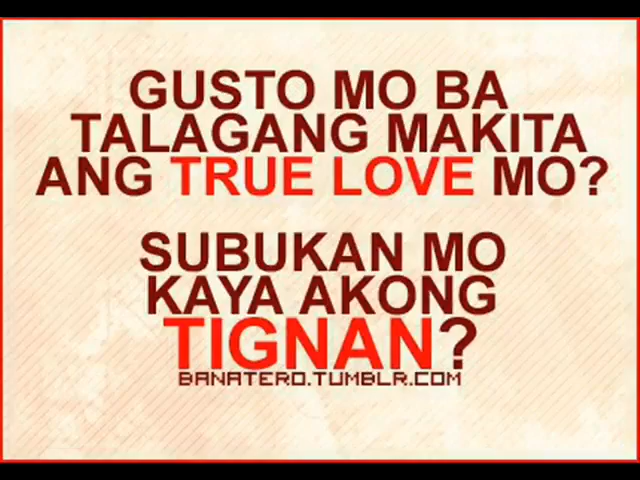 GUSTO MO BA
TALAGANG MAKITA
ANG TRUE LOVE MO?
SUBUKAN MO
KAYA AKONG
TIGNAN?
BANATERO.TUMBLR.COM